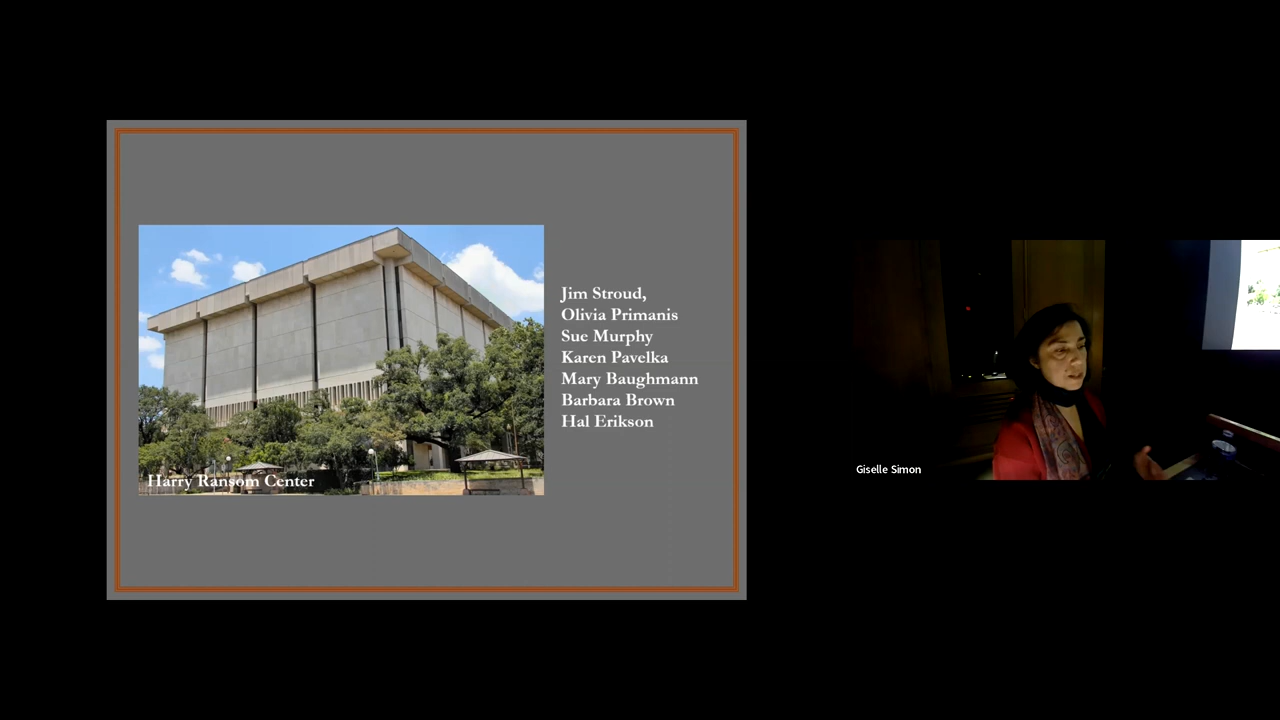 Jim Stroud,
Olivia Primanis
Sue Murphy
Karen Pavelka
Mary Baughmann
Barbara Brown
Hal Erikson
Harry Ransom Center
Giselle Simon